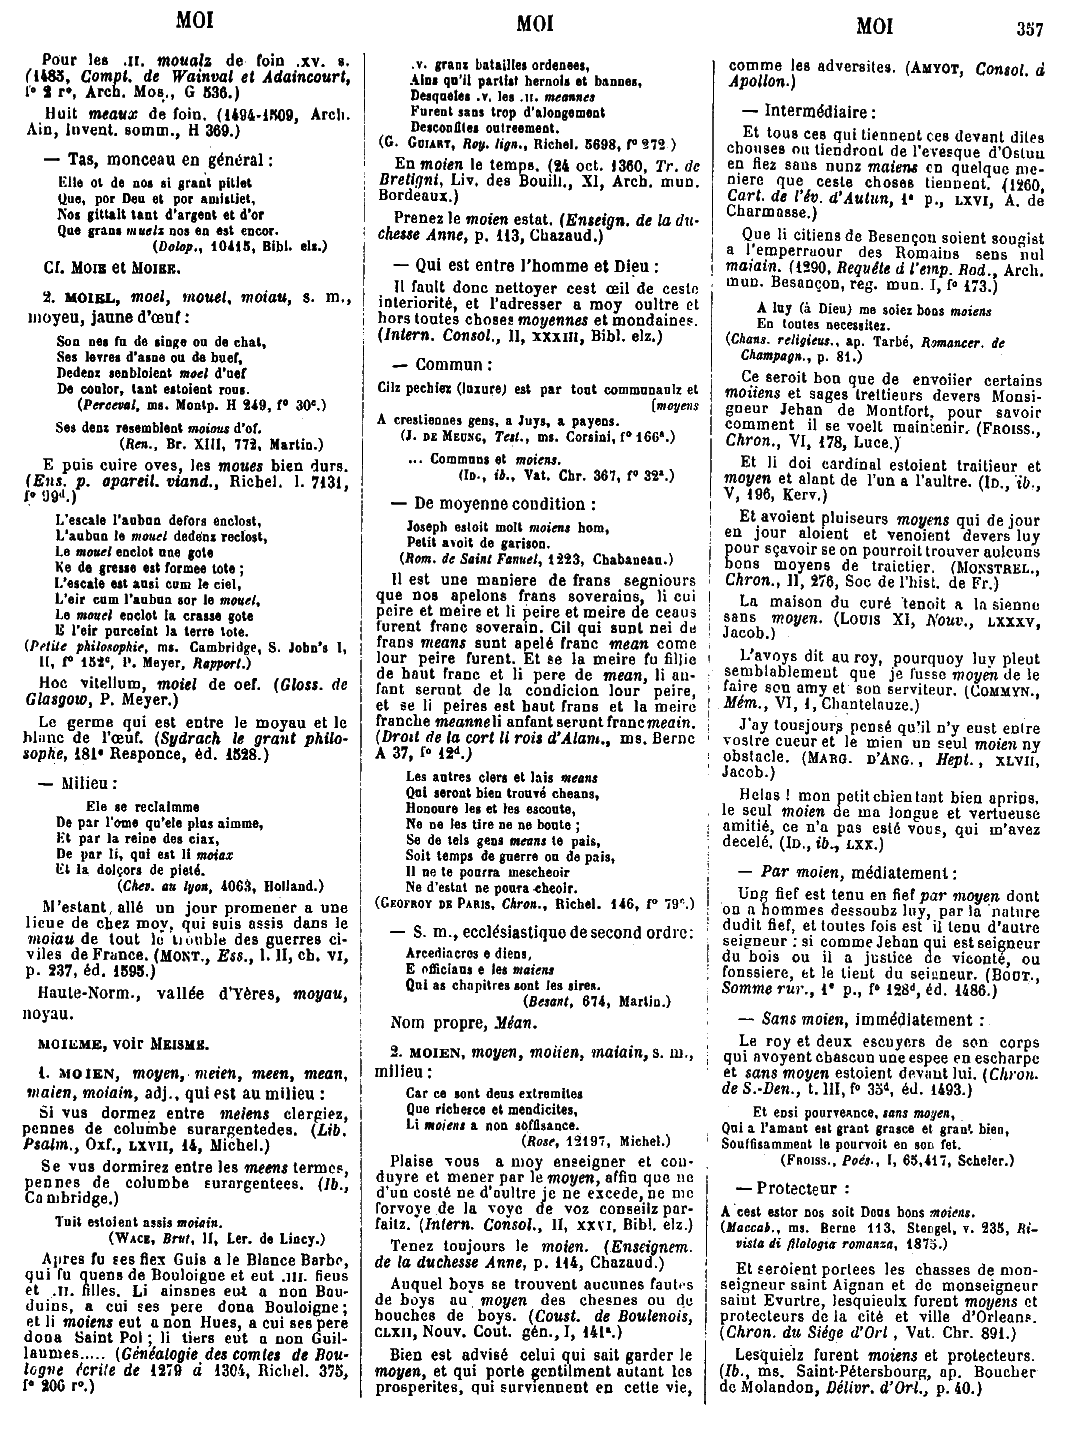 MOI
MOI
MOI
357
Pour les .II. moualz de foin .XV. s.
(1483, Compt. de Wainval et Adaincourt,
f° 2 r°, Arch. Mos., G 536.)
Huit meaux de foin. (1494-1509, Arch.
Ain, Invent. somm., H 369.)
— Tas, monceau en général :
Elle ot de nos si grant pitiet
Que, por Deu et por amistiet,
Nos gittait tant d'argent et d'or
Que grans muelz nos en est encor.
(Dolop., 10415, Bibl. elz.)
Cf. MOIE et MOIRE.
2. MOIEL, moel, mouel, moiau, s. m.,
moyeu, jaune d'œuf :
Son nes fu de singe ou de chat,
Ses levres d'asne ou de buef,
Dedenz senbloient moel d'uef
De coulor, tant estoient rous.
(Perceval, ms. Montp. H 249, f° 30c.)
Ses denz resemblent moious d'of.
(Ren., Br. XIII, 772, Martin.)
E puis cuire oves, les moues bien durs.
(Ens. p. apareil. viand., Richel. l. 7131,
f° 99d.)
L'escale l'aubun defors enclost,
L'aubun le mouel dedenz reclost,
Le mouel enclot une gote
Ke de gresse est formee tote ;
L'escale est ausi cum le ciel,
L'eir cum l'aubun sor le mouel,
Le mouel enclot la crasse gote
E l'eir purceint la terre tote.
(Petite philosophie, ms. Cambridge, S. John's I,
II, f° 152c, P. Meyer, Rapport.)
Hoc vitellum, moiel de oef. (Gloss. de
Glasgow, P. Meyer.)
Le germe qui est entre le moyau et le
blanc de l'œuf. (Sydrach le grant philo-
sophe, 181e Responce, éd. 1528.)
— Milieu :
Ele se reclaimme
De par l'ome qu'ele plus aimme,
Et par la reine des ciax,
De par li, qui est li moiax
Et la dolçors de pieté.
(Chev. au lyon, 4063, Holland.)
M'estant allé un jour promener a une
lieue de chez moy, qui suis assis dans le
moiau de tout le trouble des guerres ci-
viles de France. (MONT., Ess., l. II, ch. VI,
p. 237, éd. 1595.)
Haute-Norm., vallée d'Yères, moyau,
noyau.
MOIEME, voir MEISME.
1. MOIEN, moyen, meien, meen, mean,
maien, moiain, adj., qui est au milieu :
Si vus dormez entre meiens clergiez,
pennes de columbe surargentedes. (Lib.
Psalm., Oxf., LXVII, 14, Michel.)
Se vus dormirez entre les meens termes,
pennes de columbe surargentees. (Ib.,
Cambridge.)
Tuit estoient assis moiain.
(WACE, Brut, II, Ler. de Lincy.)
Apres fu ses fiex Guis a le Blance Barbe,
qui fu quens de Bouloigne et eut .III. fieus
et .II. filles. Li ainsnes eut a non Bau-
duins, a cui ses pere dona Bouloigne ;
et li moiens eut a non Hues, a cui ses pere
dona Saint Pol ; li tiers eut a non Guil-
laumes..... (Généalogie des comtes de Bou-
logne écrite de 1279 à 1304, Richel. 375,
f° 206 r°.)
.V. granz batailles ordenees,
Ains qu'il partist hernois et bannes,
Desqueles .V. les .II. meannes
Furent sans trop d'alongement
Desconfites outreement.
(G. GUIART, Roy. lign., Richel. 5698, f° 272 )
En moien le temps. (24 oct. 1360, Tr. de
Bretigni, Liv. des Bouill., XI, Arch. mun.
Bordeaux.)
Prenez le moien estat. (Enseign. de la du-
chesse Anne, p. 113, Chazaud.)
— Qui est entre l'homme et Dieu :
Il fault donc nettoyer cest œil de ceste
interiorité, et l'adresser a moy oultre et
hors toutes choses moyennes et mondaines.
(Intern. Consol., II, XXXIII, Bibl. elz.)
— Commun :
Cilz pechiez (luxure) est par tout communaulz et
[moyens
A crestiennes gens, a Juys, a payens.
(J. DE MEUNG, Test., ms. Corsini, f° 166a.)
... Communs et moiens.
(ID., ib., Vat. Chr. 367, f° 32a.)
— De moyenne condition :
Joseph estoit molt moiens hom,
Petit avoit de garison.
(Rom. de Saint Fanuel, 1223, Chabaneau.)
Il est une maniere de frans segniours
que nos apelons frans soverains, li cui
peire et meire et li peire et meire de ceaus
furent franc soverain. Cil qui sunt nei de
frans means sunt apelé franc mean come
lour peire furent. Et se la meire fu fillie
de haut franc et li pere de mean, li an-
fant serunt de la condicion lour peire,
et se li peires est haut frans et la meire
franche meanne li anfant serunt franc meain.
(Droit de la cort li rois d'Alam., ms. Berne
A 37, f° 12d.)
Les autres clers et lais means
Qui seront bien trouvé cheans,
Honoure les et les escoute,
Ne ne les tire ne ne boute ;
Se de tels gens means te pais,
Soit temps de guerre ou de pais,
Il ne te pourra mescheoir
Ne d'estat ne poura cheoir.
(GEOFROY DE PARIS, Chron., Richel. 146, f° 79c.)
— S. m., ecclésiastique de second ordre:
Arcediacros e diens,
E officiaus e les maiens
Qui as chapitres sont les sires.
(Besant, 674, Martin.)
Nom propre, Méan.
2. MOIEN, moyen, moiien, maiain, s. m.,
milieu :
Car ce sont deus extremites
Que richesce et mendicites,
Li moiens a non soffisance.
(Rose, 12197, Michel.)
Plaise vous a moy enseigner et con-
duyre et mener par le moyen, affin que ne
d'un costé ne d'aultre je ne excede, ne me
forvoye de la voye de voz conseilz par-
faitz. (Intern. Consol., II, XXVI, Bibl. elz.)
Tenez toujours le moien. (Enseignem.
de la duchesse Anne, p. 114, Chazaud.)
Auquel boys se trouvent aucunes fautes
de boys au moyen des chesnes ou de
houches de boys. (Coust. de Boulenois,
CLXII, Nouv. Cout. gén., I, 141a.)
Bien est advisé celui qui sait garder le
moyen, et qui porte gentilment autant les
prosperites, qui surviennent en cette vie,
comme les adversites. (AMYOT, Consol. à
Apollon.)
— Intermédiaire :
Et tous ces qui tiennent ces devant dites
chouses ou tiendront de l'evesque d'Ostun
en fiez sans nunz maiens en quelque me-
niere que ceste choses tiennent. (1260,
Cart. de l'év. d'Autun, 1e p., LXVI, A. de
Charmasse.)
Que li citiens de Besençon soient sougist
a l'emperraour des Romains sens nul
maiain. (1290, Requête à l'emp. Rod., Arch.
mun. Besançon, reg. mun. I, f° 173.)
A luy (à Dieu) me soiez bons moiens
En toutes necessitez.
(Chans. religieus., ap. Tarbé, Romancer. de
Champagn., p. 81.)
Ce seroit bon que de envoiier certains
moiiens et sages treitieurs devers Monsi-
gneur Jehan de Montfort, pour savoir
comment il se voelt maintenir. (FROISS.,
Chron., VI, 178, Luce.)
Et li doi cardinal estoient traitieur et
moyen et alant de l'un a l'aultre. (ID., ib.,
V, 196, Kerv.)
Et avoient pluiseurs moyens qui de jour
en jour aloient et venoient devers luy
pour sçavoir se on pourroit trouver aulcuns
bons moyens de traictier. (MONSTREL.,
Chron., II, 276, Soc de l'hist. de Fr.)
La maison du curé tenoit a la sienne
sans moyen. (LOUIS XI, Nouv., LXXXV,
Jacob.)
L'avoys dit au roy, pourquoy luy pleut
semblablement que je fusse moyen de le
faire son amy et son serviteur. (COMMYN.,
Mém., VI, 1, Chantelauze.)
J'ay tousjours pensé qu'il n'y eust entre
vostre cueur et le mien un seul moien ny
obstacle. (MARG. D'ANG., Hept., XLVII,
Jacob.)
Helas ! mon petit chien tant bien aprins,
le seul moien de ma longue et vertueuse
amitié, ce n'a pas esté vous, qui m'avez
decelé. (ID., ib., LXX.)
— Par moien, médiatement :
Ung fief est tenu en fief par moyen dont
on a hommes dessoubz luy, par la nature
dudit fief, et toutes fois est il tenu d'autre
seigneur : si comme Jehan qui est seigneur
du bois ou il a justice de viconté, ou
fonssiere, et le tient du seigneur. (BOUT.,
Somme rur., 1e p., f° 128d, éd. 1486.)
— Sans moien, immédiatement :
Le roy et deux escuyers de son corps
qui avoyent chascun une espee en escharpe
et sans moyen estoient devant lui. (Chron.
de S.-Den., t. III, f° 35d, éd. 1493.)
Et ensi pourveance, sans moyen,
Qui a l'amant est grant grasce et grant bien,
Souffisamment le pourvoit en son fet.
(FROISS., Poés., I, 65,417, Scheler.)
— Protecteur :
A cest estor nos soit Dous bons moiens.
(Maccab., ms. Berne 113, Stengel, v. 235, Ri-
vista di filologia romanza, 1875.)
Et seroient portees les chasses de mon-
seigneur saint Aignan et de monseigneur
saint Evurtre, lesquieulx furent moyens et
protecteurs de la cité et ville d'Orleans.
(Chron. du Siége d'Orl , Vat. Chr. 891.)
Lesquielz furent moiens et protecteurs.
(Ib., ms. Saint-Pétersbourg, ap. Boucher
de Molandon, Délivr. d'Orl., p. 40.)